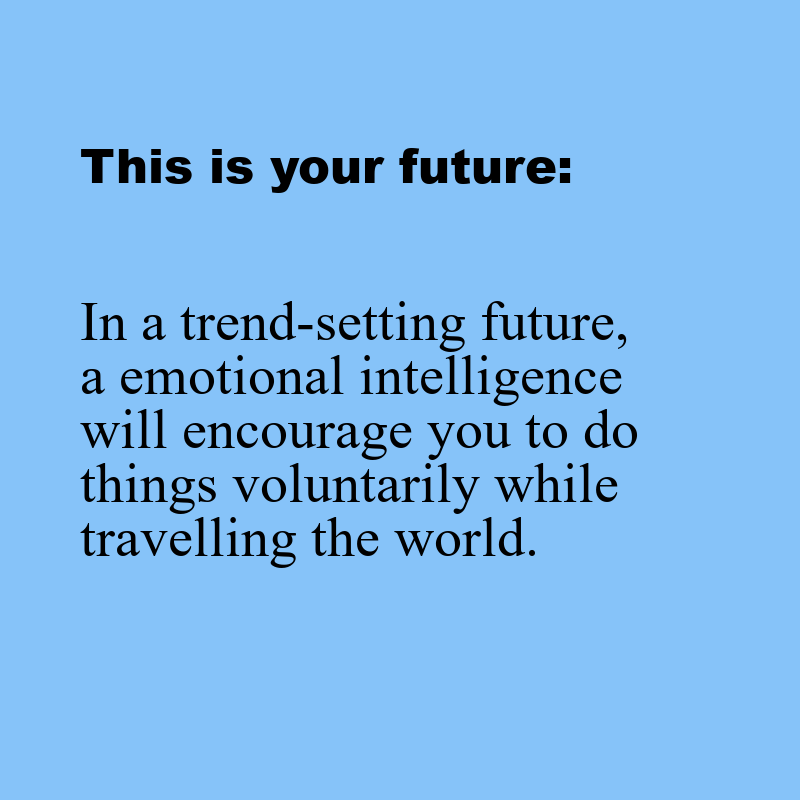 This is your future:
In a trend-setting future,
a emotional intelligence
will encourage you to do
things voluntarily while
travelling the world.